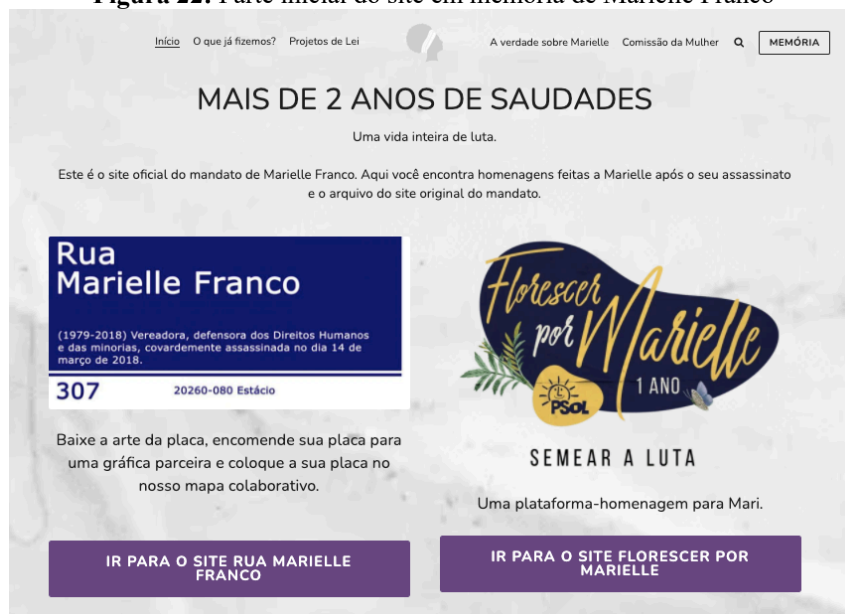 Figura 22: Parte inicial do site em memória de Marielle Franco
Início O que já fizemos? Projetos de Lei A verdade sobre Marielle Comissão da Mulher MEMÓRIA
MAIS DE 2 ANOS DE SAUDADES
Uma vida inteira de luta.
Este é o site oficial do mandato de Marielle Franco. Aqui você encontra homenagens feitas a Marielle após o seu assassinato
e o arquivo do site original do mandato.
Rua
Marielle Franco
(1979-2018) Vereadora, defensora dos Direitos Humanos
e das minorias, covardemente assassinada no dia 14 de
março de 2018.
307 20260-080 Estácio
Baixe a arte da placa, encomende sua placa para
uma gráfica parceira e coloque a sua placa no
nosso mapa colaborativo.
IR PARA O SITE RUA MARIELLE
FRANCO
Florescer
por Marielle
1 ANO
PSOL
SEMEAR A LUTA
Uma plataforma-homenagem para Mari.
IR PARA O SITE FLORESCER POR
MARIELLE